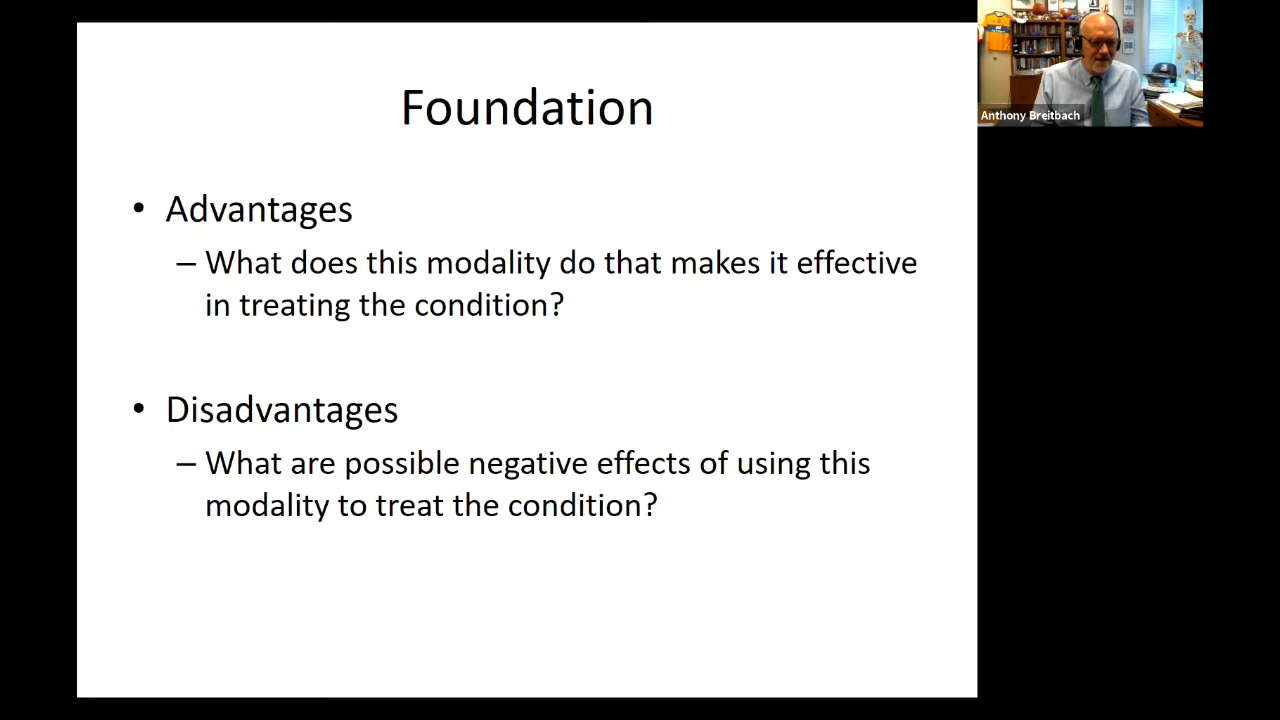 Foundation
• Advantages
– What does this modality do that makes it effective
in treating the condition?
• Disadvantages
– What are possible negative effects of using this
modality to treat the condition?
Anthony Breitbach